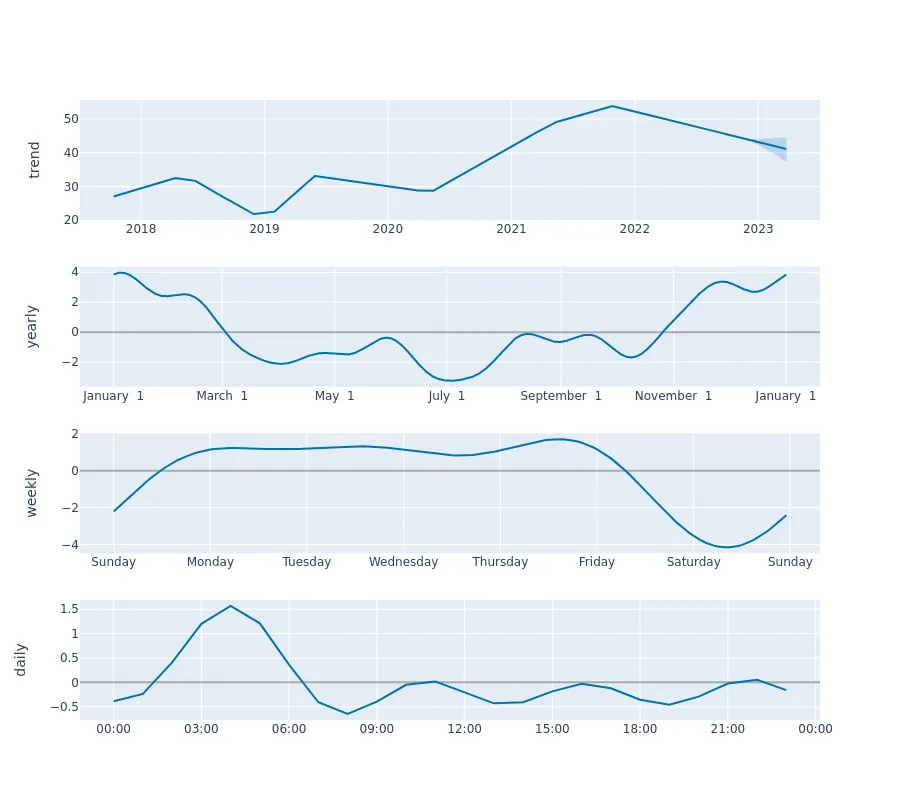 trend
50
40
30
20
2018 2019 2020 2021 2022 2023
yearly
4
2
0
−2
January 1 March 1 May 1 July 1 September 1 November 1 January 1
weekly
2
0
−2
−4
Sunday Monday Tuesday Wednesday Thursday Friday Saturday Sunday
daily
1.5
1
0.5
0
−0.5
00:00 03:00 06:00 09:00 12:00 15:00 18:00 21:00 00:00